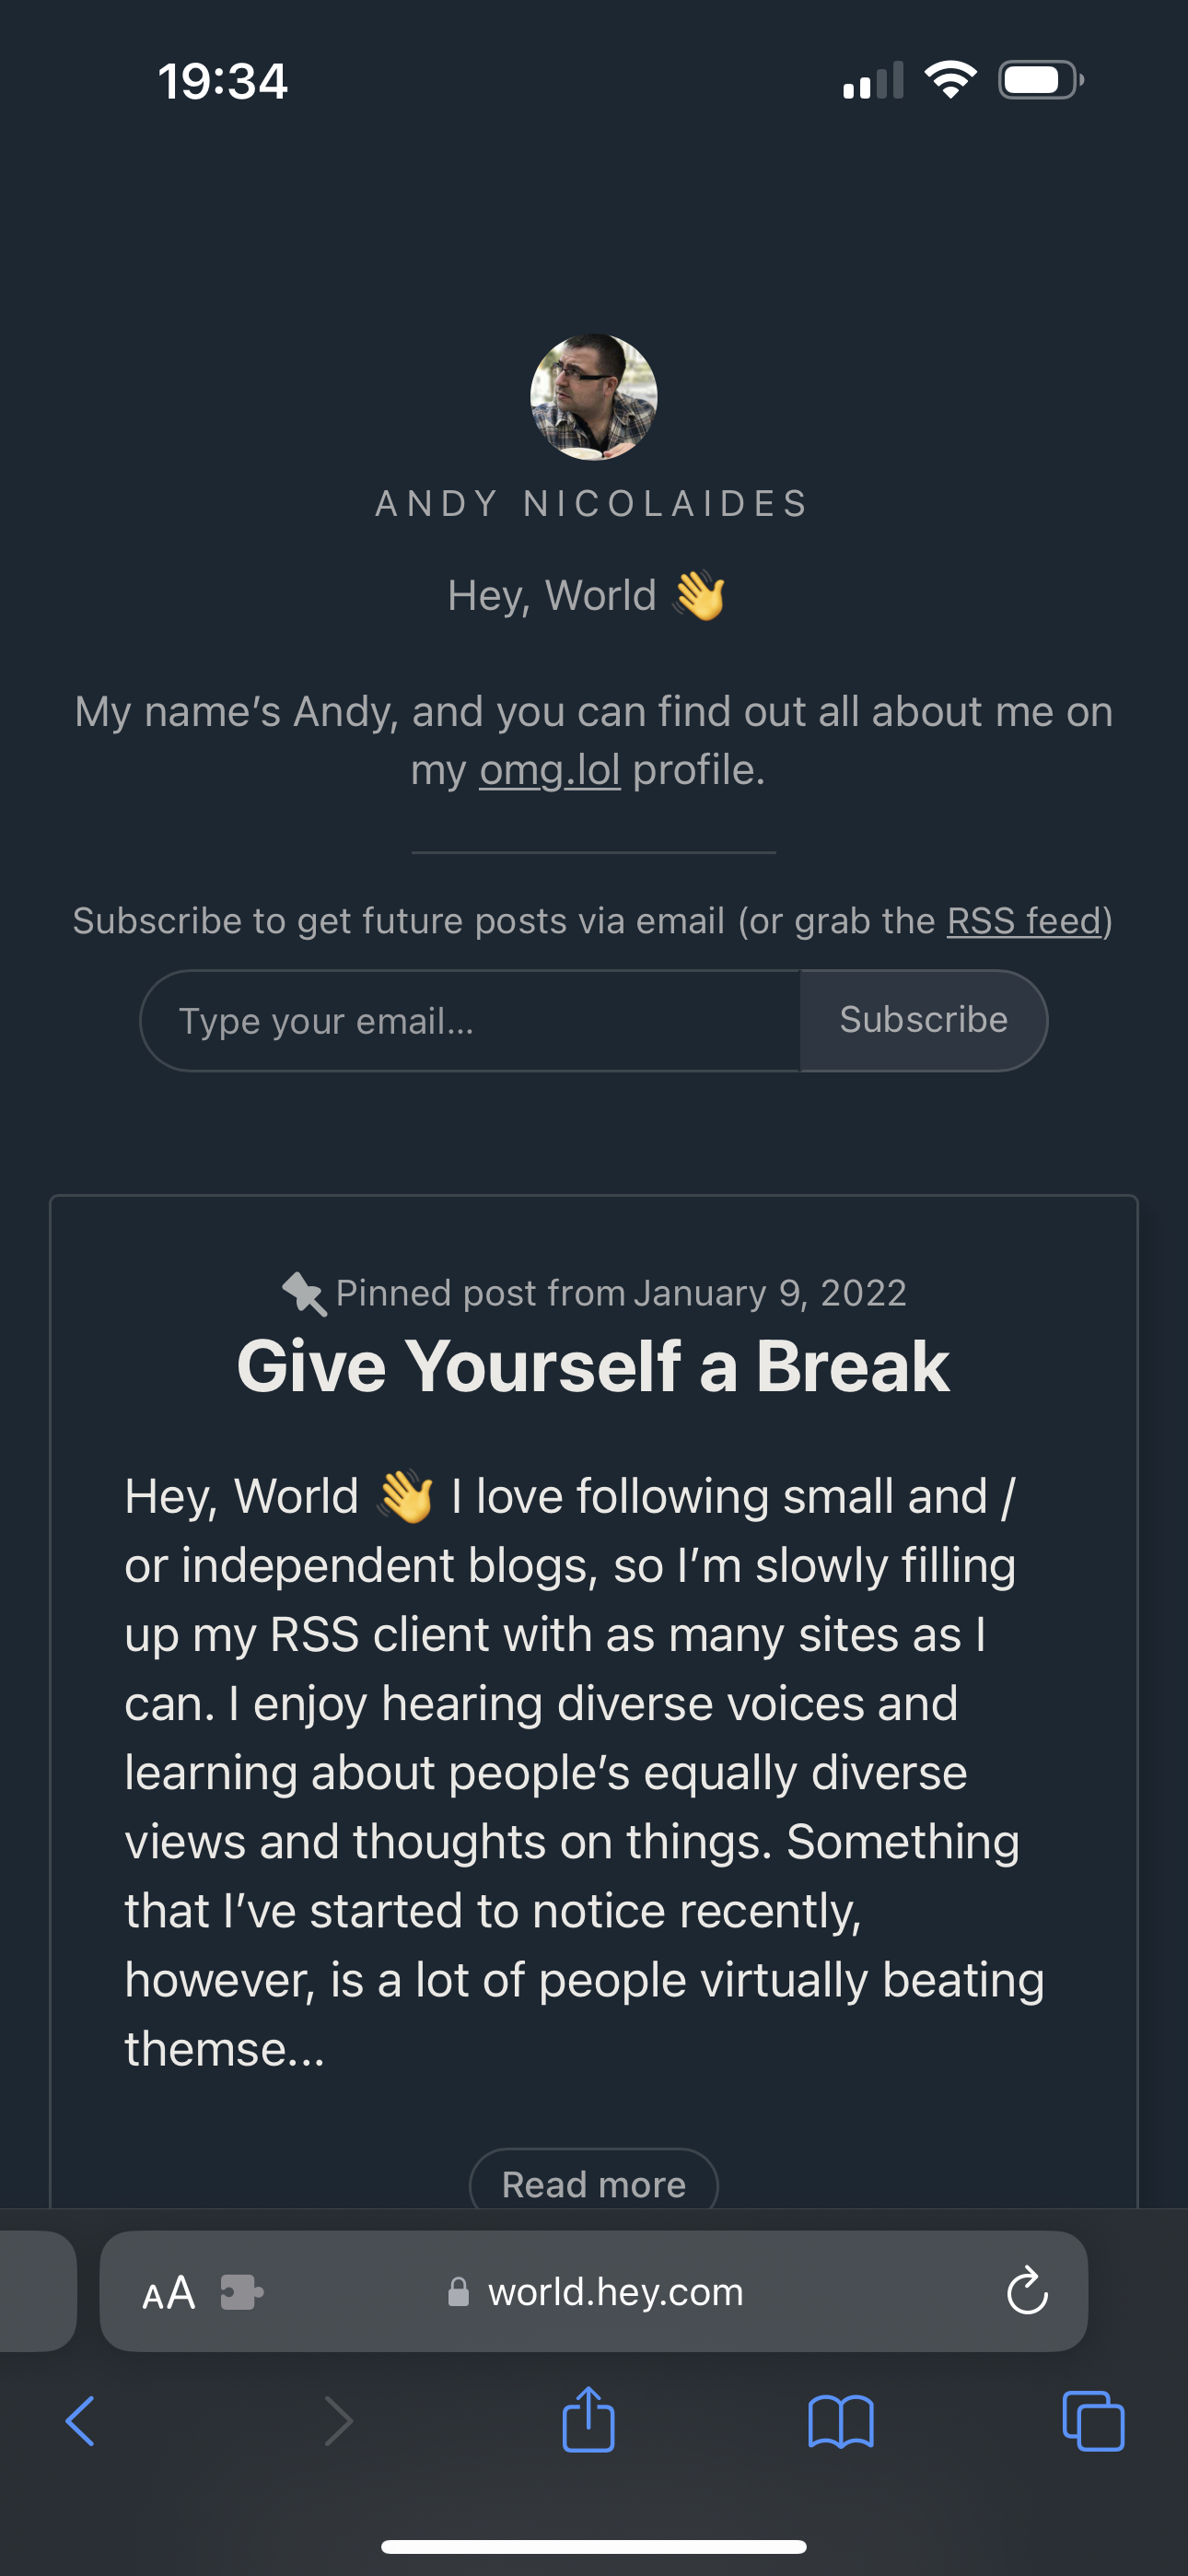 19:34
ANDY NICOLAIDES
Hey, World 👋
My name’s Andy, and you can find out all about me on
my omg.lol profile.
Subscribe to get future posts via email (or grab the RSS feed)
Type your email...
Subscribe
Pinned post from January 9, 2022
Give Yourself a Break
Hey, World 👋 I love following small and /
or independent blogs, so I’m slowly filling
up my RSS client with as many sites as I
can. I enjoy hearing diverse voices and
learning about people’s equally diverse
views and thoughts on things. Something
that I’ve started to notice recently,
however, is a lot of people virtually beating
themse...
Read more
AA
world.hey.com